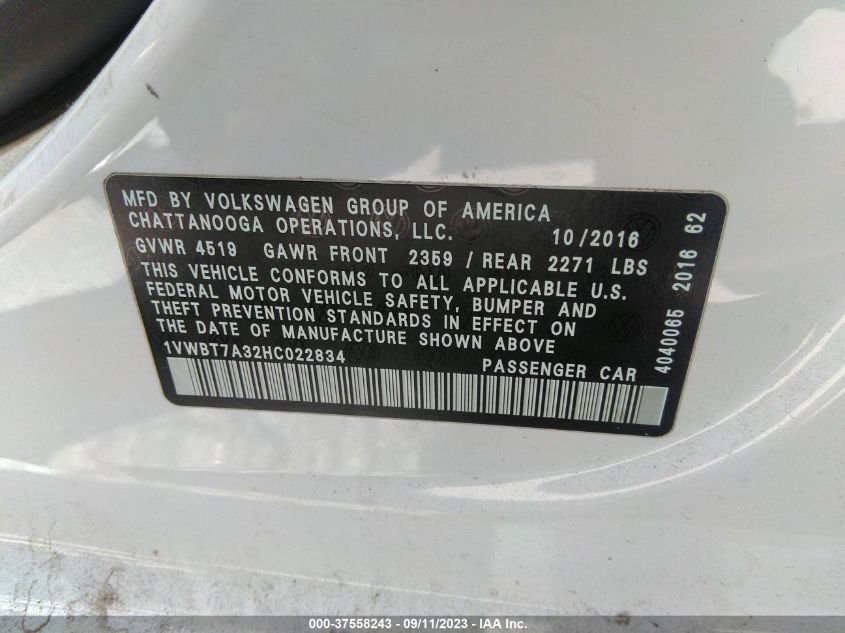 MFD BY VOLKSWAGEN GROUP OF AMERICA
CHATTANOOGA OPERATIONS, LLC. 10/2016
GVWR 4519 GAWR FRONT 2359 / REAR 2271 LBS
THIS VEHICLE CONFORMS TO ALL APPLICABLE U.S.
FEDERAL MOTOR VEHICLE SAFETY, BUMPER AND
THEFT PREVENTION STANDARDS IN EFFECT ON
THE DATE OF MANUFACTURE SHOWN ABOVE
1VWBT7A32HC022834 PASSENGER CAR
4040065 2016 62
000-37558243 - 09/11/2023 - IAA Inc.